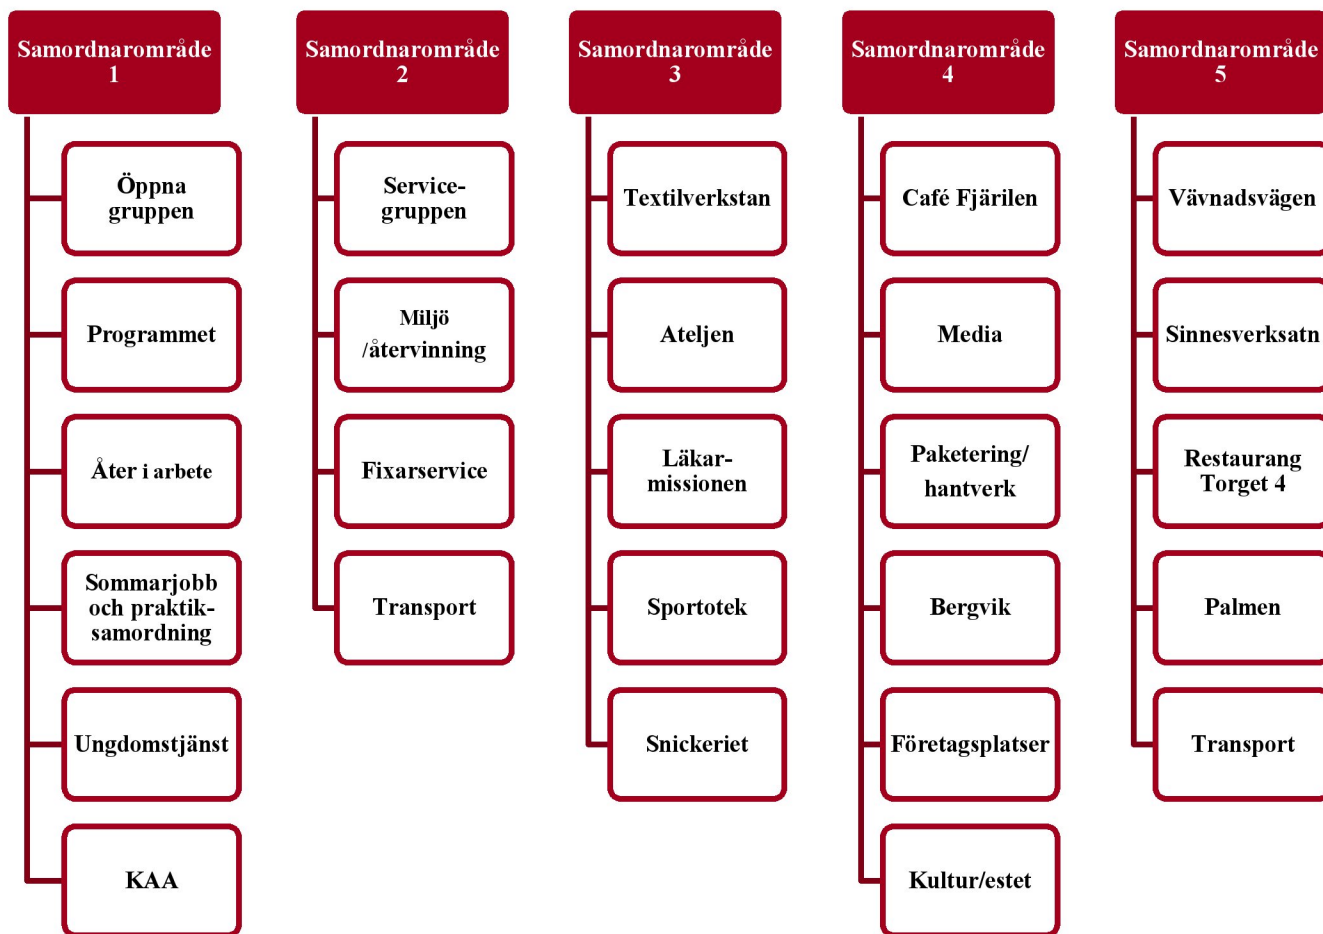 Samordnarområde
1
Öppna
gruppen
Programmet
Åter i arbete
Sommarjobb
och praktik-
samordning
Ungdomstjänst
KAA
Samordnarområde
2
Service-
gruppen
Miljö
/återvinning
Fixarservice
Transport
Samordnarområde
3
Textilverkstan
Ateljen
Läkar-
missionen
Sportotek
Snickeriet
Samordnarområde
4
Café Fjärilen
Media
Paketering/
hantverk
Bergvik
Företagsplatser
Kultur/estet
Samordnarområde
5
Vävnadsvägen
Sinnesverksatn
Restaurang
Torget 4
Palmen
Transport